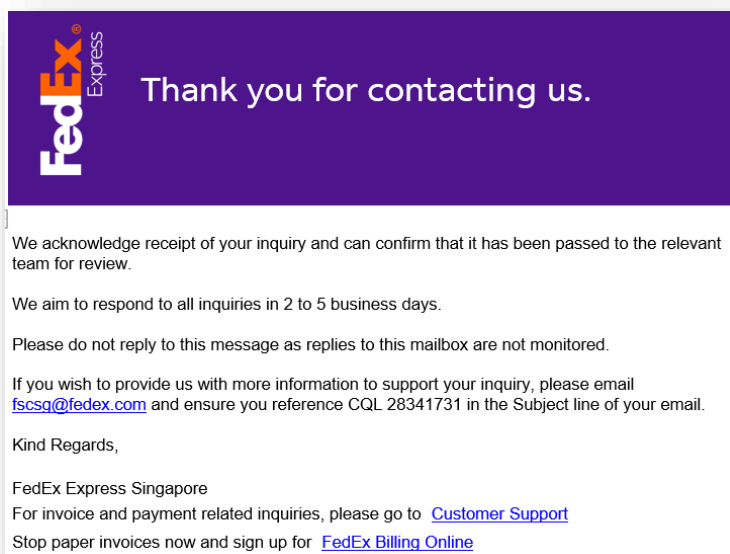 FedEx®
Express
Thank you for contacting us.
We acknowledge receipt of your inquiry and can confirm that it has been passed to the relevant
team for review.
We aim to respond to all inquiries in 2 to 5 business days.
Please do not reply to this message as replies to this mailbox are not monitored.
If you wish to provide us with more information to support your inquiry, please email
fscsg@fedex.com and ensure you reference CQL 28341731 in the Subject line of your email.
Kind Regards,
FedEx Express Singapore
For invoice and payment related inquiries, please go to Customer Support
Stop paper invoices now and sign up for FedEx Billing Online